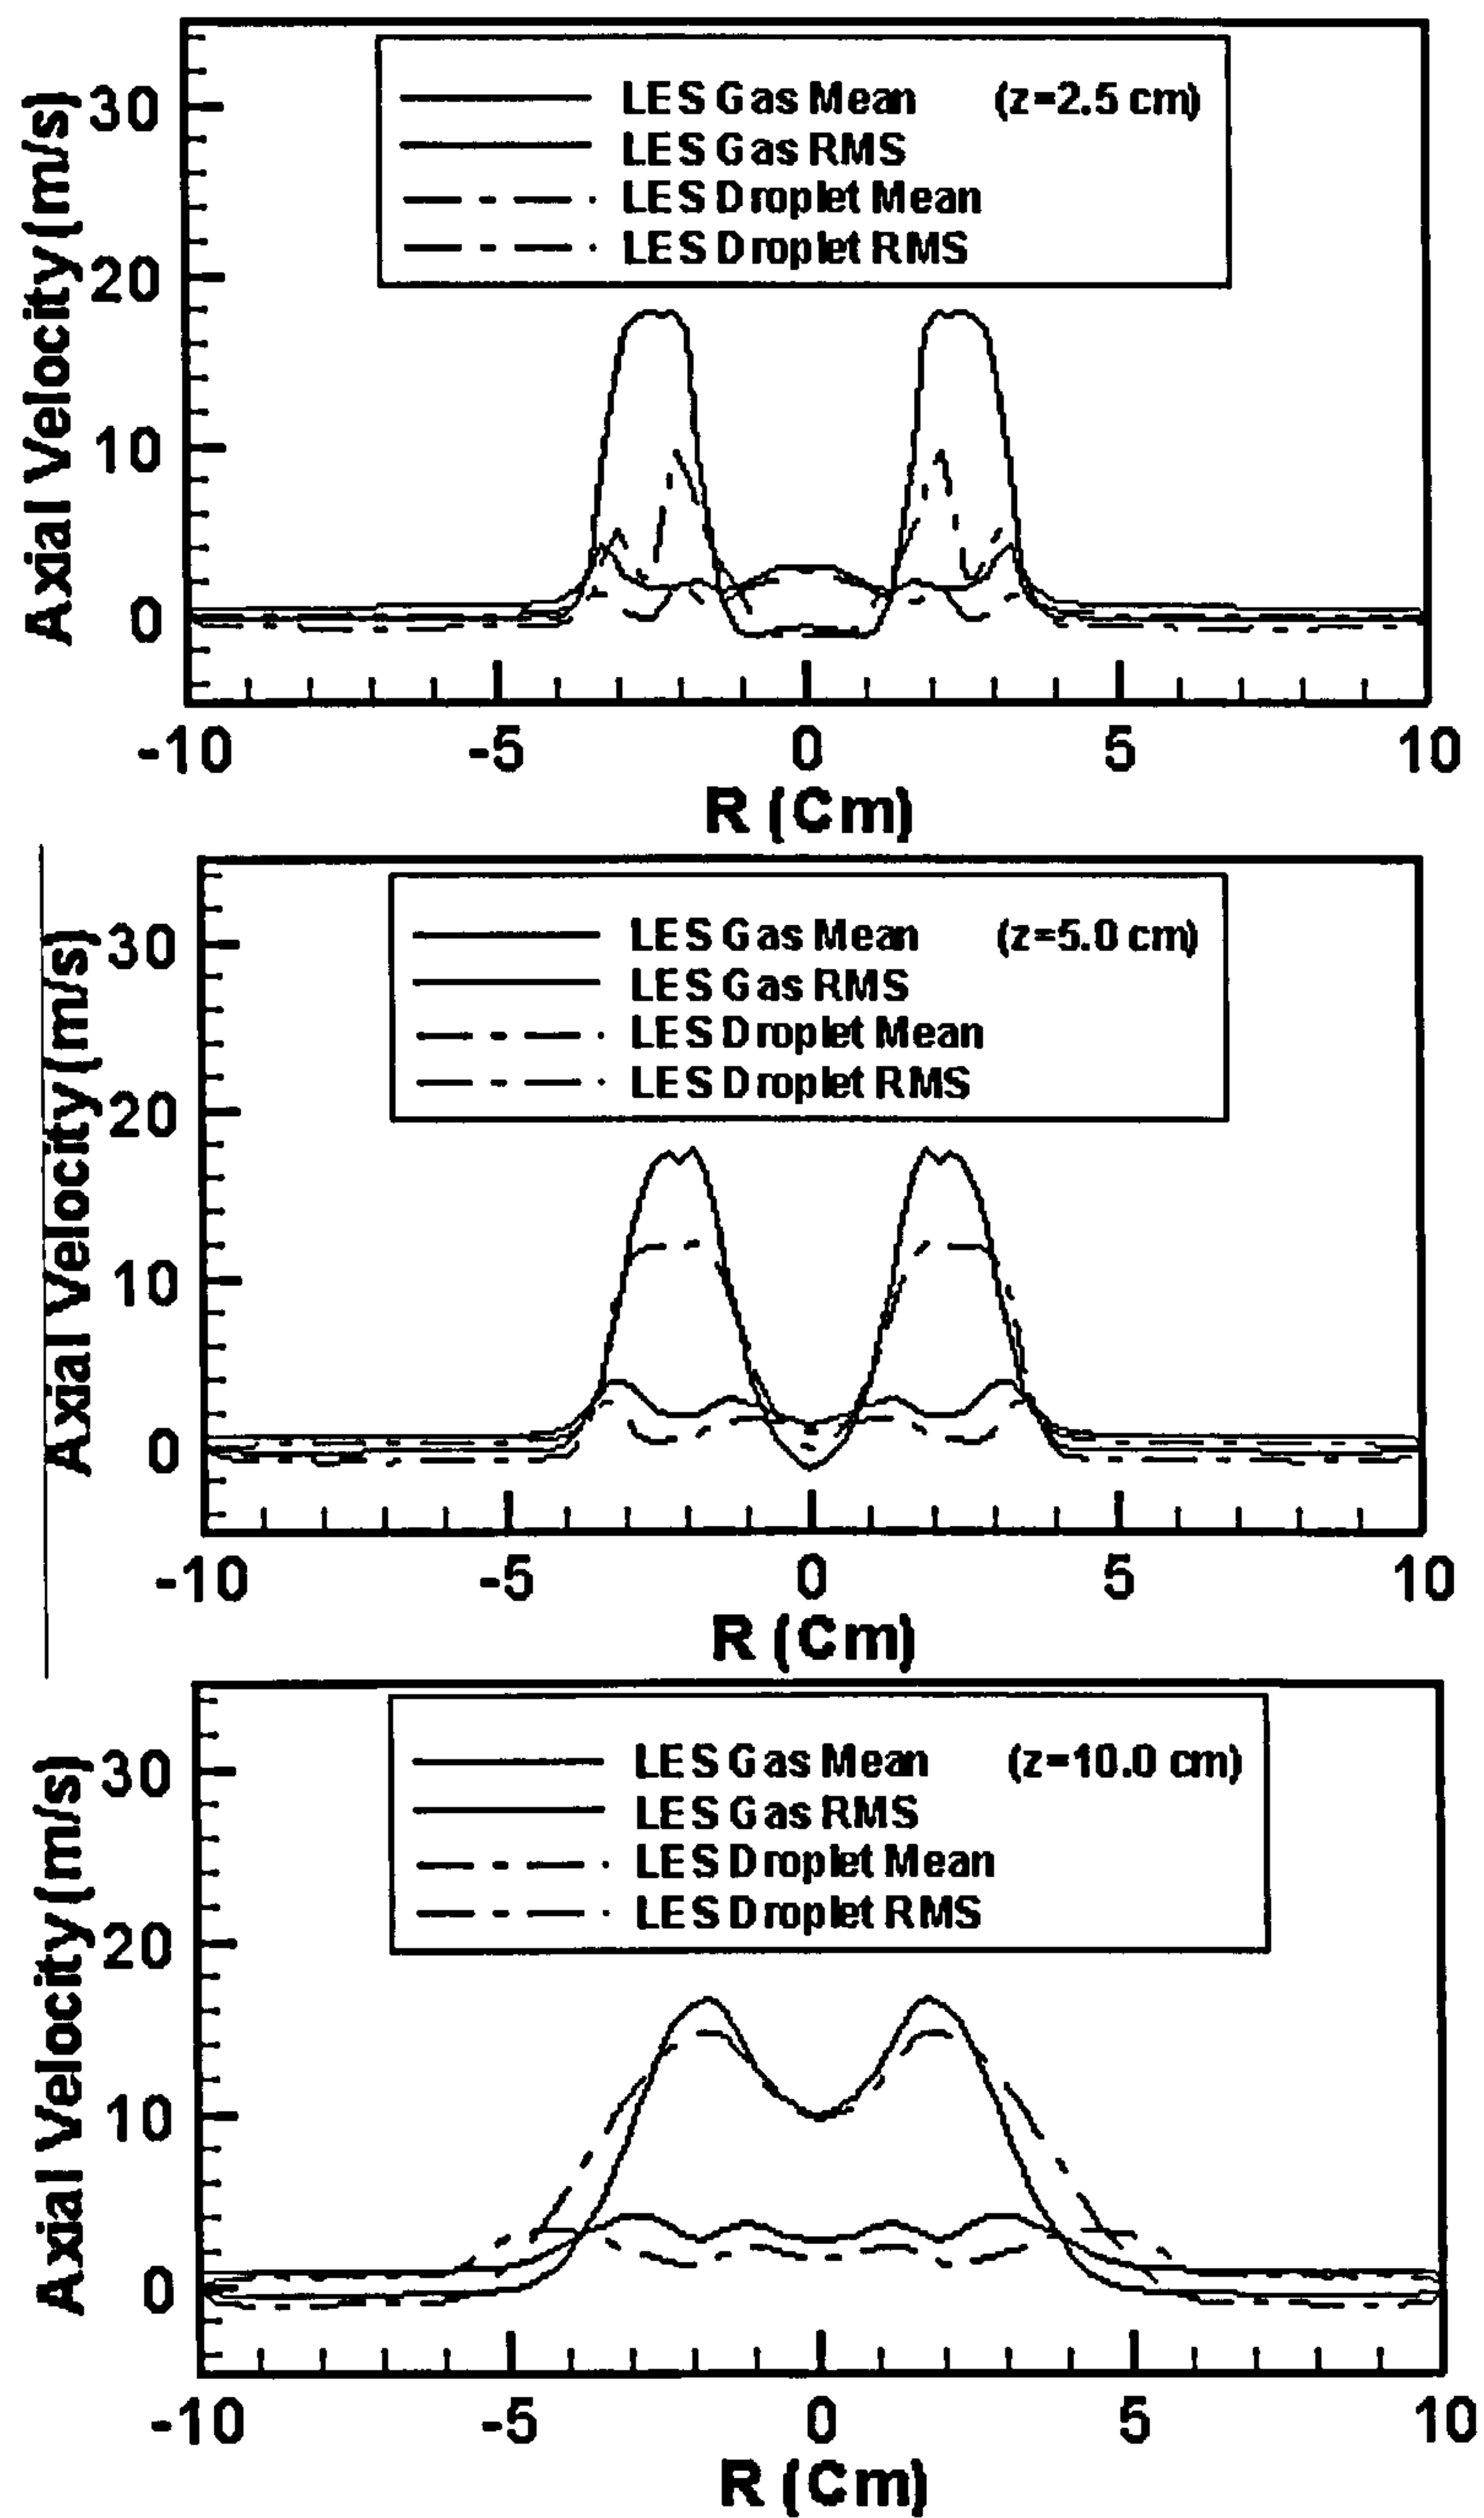 Axial Velocity (m/s)
30
20
10
0
LES Gas Mean (z=2.5 cm)
LES Gas RMS
LES Droplet Mean
LES Droplet RMS
-10 -5 0 5 10
R (Cm)
Axial Velocity (m/s)
30
20
10
0
LES Gas Mean (z=5.0 cm)
LES Gas RMS
LES Droplet Mean
LES Droplet RMS
-10 -5 0 5 10
R (Cm)
Axial Velocity (m/s)
30
20
10
0
LES Gas Mean (z=10.0 cm)
LES Gas RMS
LES Droplet Mean
LES Droplet RMS
-10 -5 0 5 10
R (Cm)